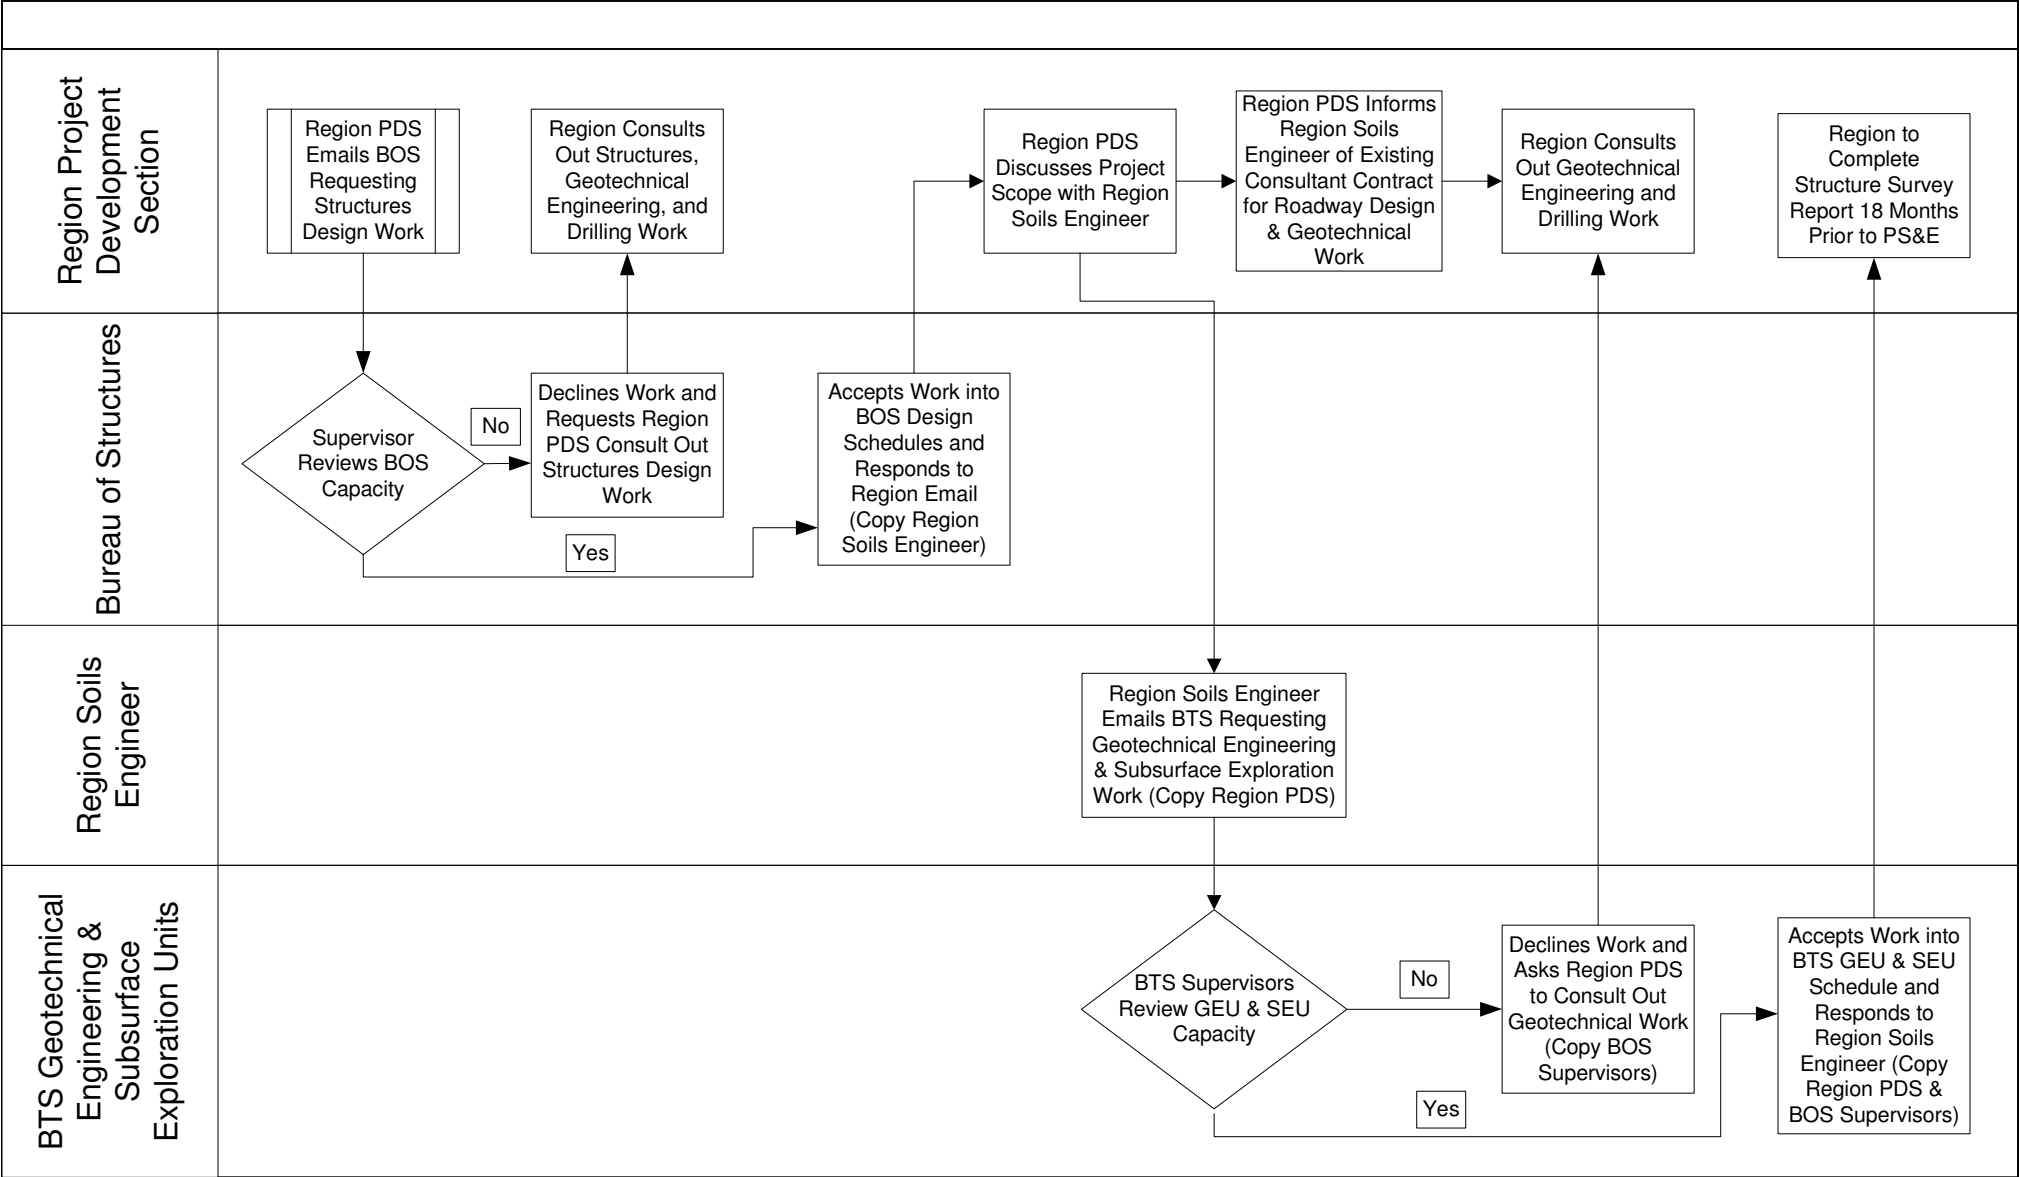 Region Project
Development
Section
Region PDS
Emails BOS
Requesting
Structures
Design Work
Region Consults
Out Structures,
Geotechnical
Engineering, and
Drilling Work
Region PDS
Discusses Project
Scope with Region
Soils Engineer
Region PDS Informs
Region Soils
Engineer of Existing
Consultant Contract
for Roadway Design
& Geotechnical
Work
Region Consults
Out Geotechnical
Engineering and
Drilling Work
Region to
Complete
Structure Survey
Report 18 Months
Prior to PS&E
Bureau of Structures
Supervisor
Reviews BOS
Capacity
No
Declines Work and
Requests Region
PDS Consult Out
Structures Design
Work
Yes
Accepts Work into
BOS Design
Schedules and
Responds to
Region Email
(Copy Region
Soils Engineer)
Region Soils
Engineer
Region Soils Engineer
Emails BTS Requesting
Geotechnical Engineering
& Subsurface Exploration
Work (Copy Region PDS)
BTS Geotechnical
Engineering &
Subsurface
Exploration Units
BTS Supervisors
Review GEU & SEU
Capacity
No
Declines Work and
Asks Region PDS
to Consult Out
Geotechnical Work
(Copy BOS
Supervisors)
Yes
Accepts Work into
BTS GEU & SEU
Schedule and
Responds to
Region Soils
Engineer (Copy
Region PDS &
BOS Supervisors)